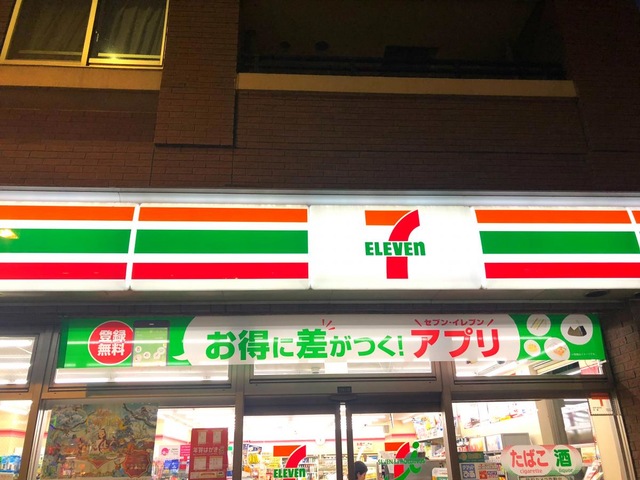 7
ELEVEn
登録
無料
お得に差がつく!
セブン-イレブン
アプリ
7
ELEVEn
たばこ
Cigarette
酒